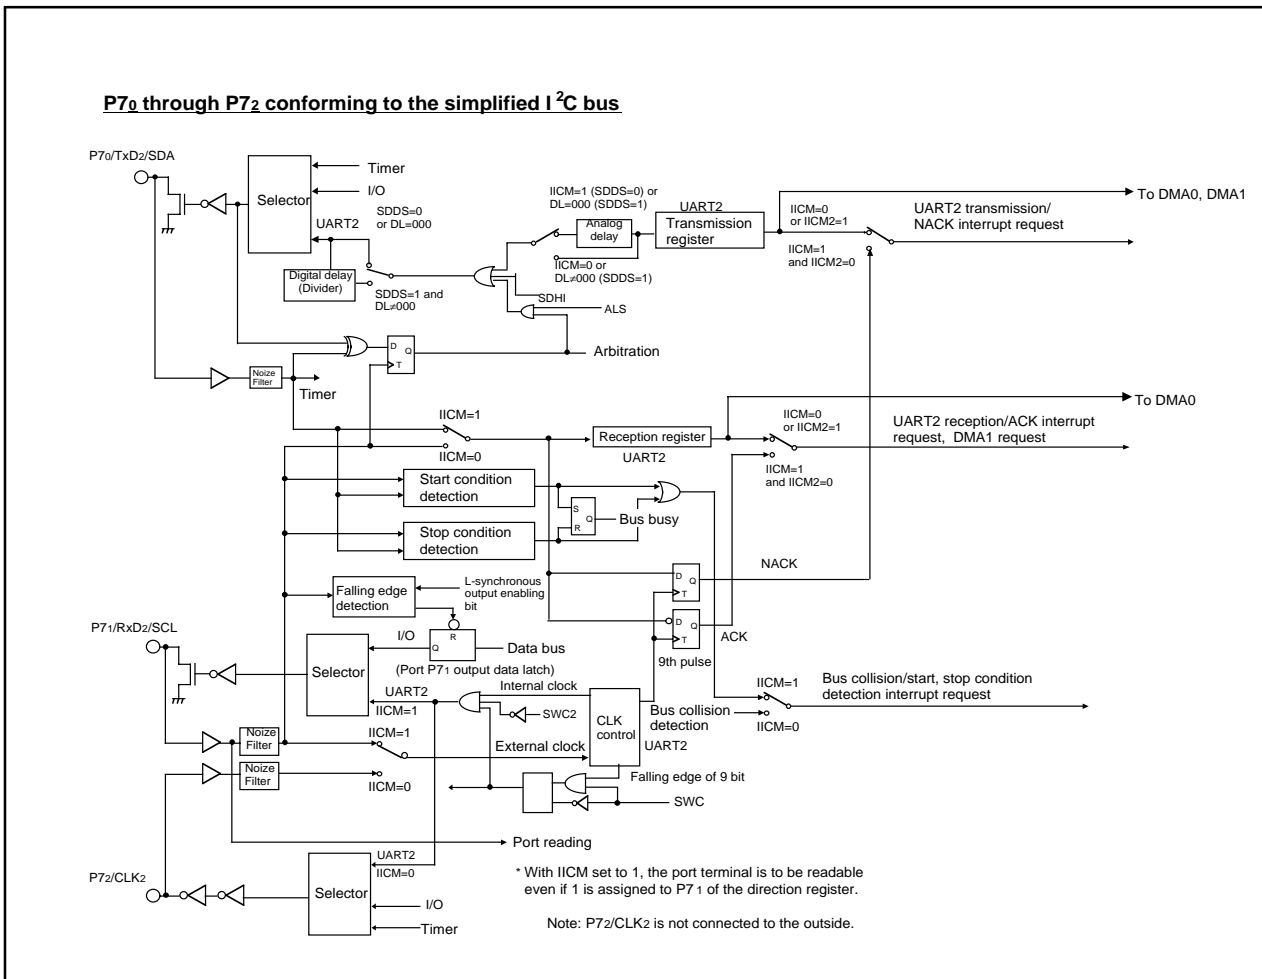 P70 through P72 conforming to the simplified I 2C bus
P70/TxD2/SDA
Selector
Timer
I/O
UART2
SDDS=0
or DL=000
Digital delay
(Divider)
SDDS=1 and
DL≠000
IICM=1 (SDDS=0) or
DL=000 (SDDS=1)
Analog
delay
IICM=0 or
DL≠000 (SDDS=1)
SDHI
ALS
UART2
Transmission
register
IICM=0
or IICM2=1
IICM=1
and IICM2=0
To DMA0, DMA1
UART2 transmission/
NACK interrupt request
D
Q
T
Arbitration
Noize
Filter
Timer
IICM=1
IICM=0
Reception register
UART2
To DMA0
IICM=0
or IICM2=1
IICM=1
and IICM2=0
UART2 reception/ACK interrupt
request, DMA1 request
Start condition
detection
Stop condition
detection
S
Q
R
Bus busy
NACK
D
Q
T
D
Q
T
ACK
9th pulse
Falling edge
detection
L-synchronous
output enabling
bit
P71/RxD2/SCL
Selector
I/O
R
Q
Data bus
(Port P71 output data latch)
UART2
IICM=1
Internal clock
SWC2
CLK
control
UART2
Bus collision
detection
IICM=1
IICM=0
Bus collision/start, stop condition
detection interrupt request
Noize
Filter
Noize
Filter
IICM=1
IICM=0
External clock
Falling edge of 9 bit
SWC
Port reading
P72/CLK2
Selector
UART2
IICM=0
I/O
Timer
* With IICM set to 1, the port terminal is to be readable
even if 1 is assigned to P71 of the direction register.
Note: P72/CLK2 is not connected to the outside.